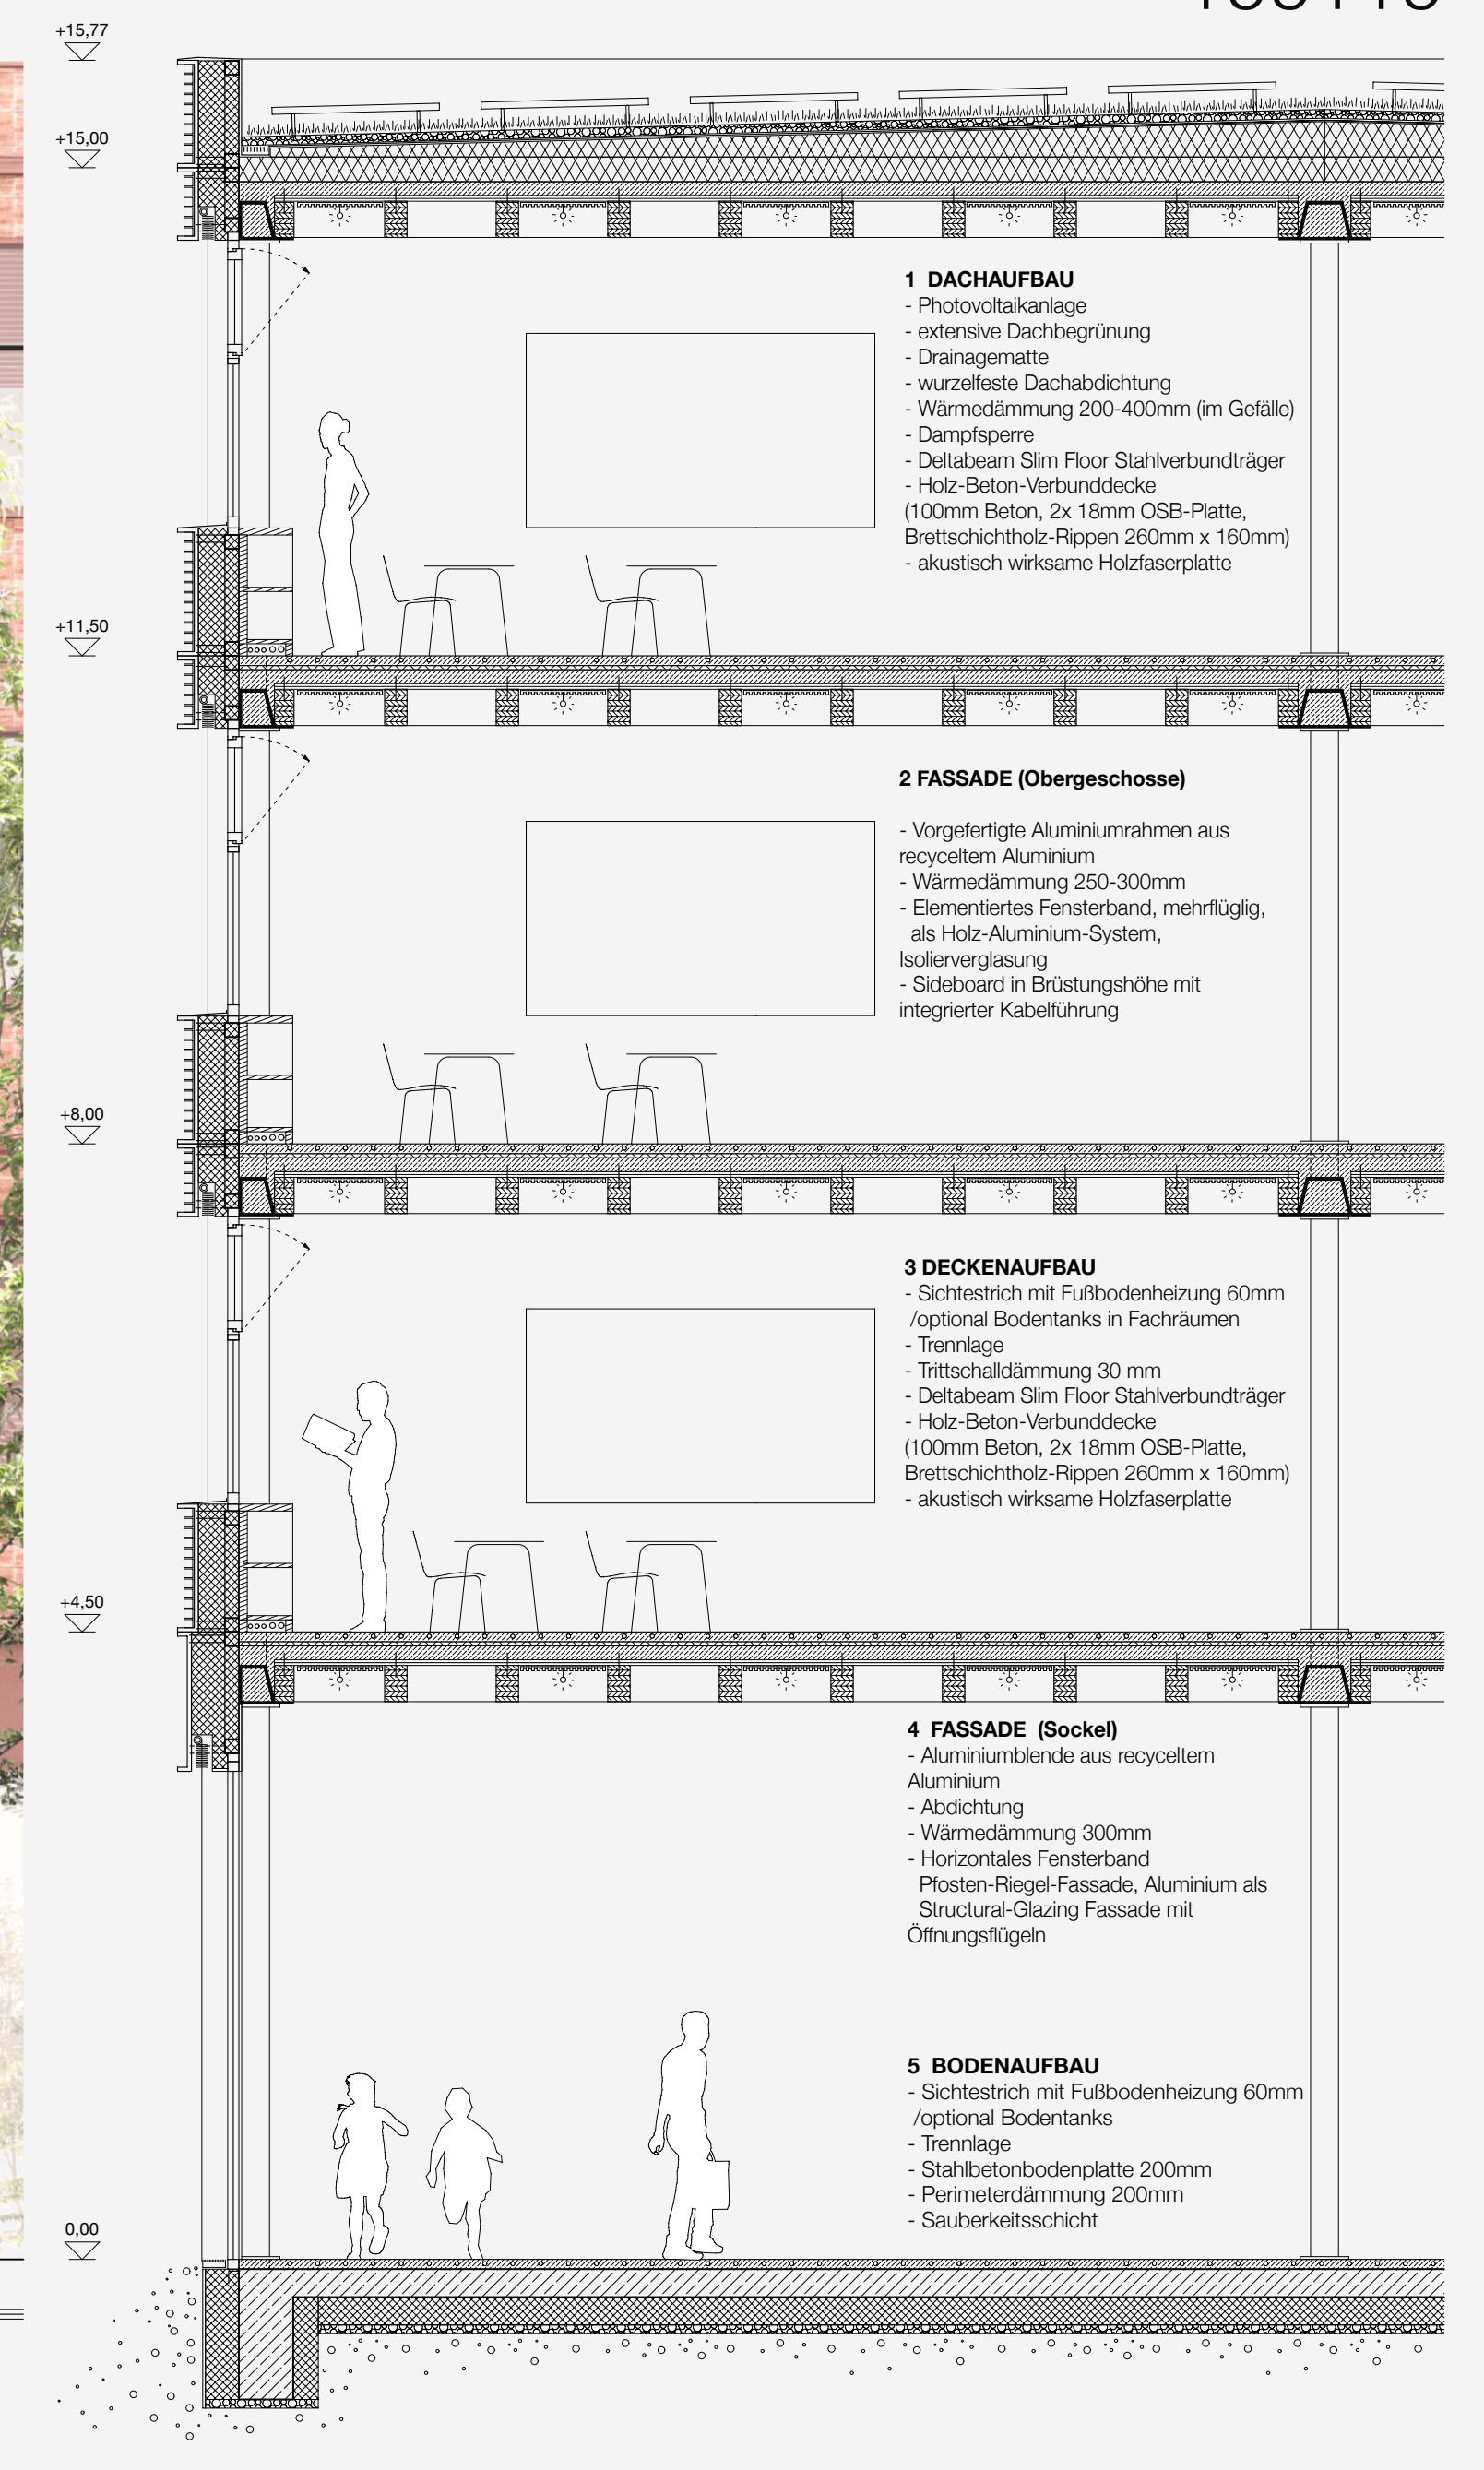 +15,77
+15,00
1 DACHAUFBAU
- Photovoltaikanlage
- extensive Dachbegrünung
- Drainagematte
- wurzelfeste Dachabdichtung
- Wärmedämmung 200-400mm (im Gefälle)
- Dampfsperre
- Deltabeam Slim Floor Stahlverbundträger
- Holz-Beton-Verbunddecke
(100mm Beton, 2x 18mm OSB-Platte,
Brettschichtholz-Rippen 260mm x 160mm)
- akustisch wirksame Holzfaserplatte
+11,50
2 FASSADE (Obergeschosse)
- Vorgefertigte Aluminiumrahmen aus
recyceltem Aluminium
- Wärmedämmung 250-300mm
- Elementiertes Fensterband, mehrflüglig,
als Holz-Aluminium-System,
Isolierverglasung
- Sideboard in Brüstungshöhe mit
integrierter Kabelführung
+8,00
3 DECKENAUFBAU
- Sichtestrich mit Fußbodenheizung 60mm
/optional Bodentanks in Fachräumen
- Trennlage
- Trittschalldämmung 30 mm
- Deltabeam Slim Floor Stahlverbundträger
- Holz-Beton-Verbunddecke
(100mm Beton, 2x 18mm OSB-Platte,
Brettschichtholz-Rippen 260mm x 160mm)
- akustisch wirksame Holzfaserplatte
+4,50
4 FASSADE (Sockel)
- Aluminiumblende aus recyceltem
Aluminium
- Abdichtung
- Wärmedämmung 300mm
- Horizontales Fensterband
Pfosten-Riegel-Fassade, Aluminium als
Structural-Glazing Fassade mit
Öffnungsflügeln
5 BODENAUFBAU
- Sichtestrich mit Fußbodenheizung 60mm
/optional Bodentanks
- Trennlage
- Stahlbetonbodenplatte 200mm
- Perimeterdämmung 200mm
- Sauberkeitsschicht
0,00